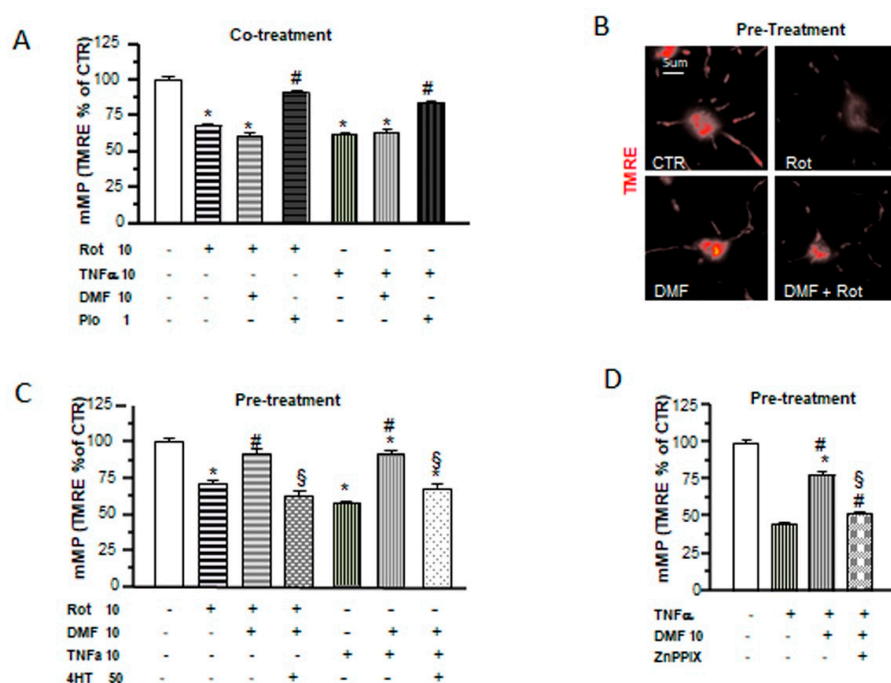 A
Co-treatment
mMP (TMRE % of CTR)
125
100
75
50
25
0
* * # * * #
Rot 10 - + + + - - -
TNFα 10 - - - - + + +
DMF 10 - - + - - + -
Pio 1 - - - + - - +
B
Pre-Treatment
TMRE
5um
CTR
Rot
DMF
DMF + Rot
C
Pre-treatment
mMP (TMRE %of CTR)
125
100
75
50
25
0
# #
* § * * § *
Rot 10 - + + + - - -
DMF 10 - - + + - + +
TNFa 10 - - - - + + +
4HT 50 - - - + - - +
D
Pre-treatment
mMP (TMRE % of CTR)
125
100
75
50
25
0
#
* §
#
TNFα - + + +
DMF 10 - - + +
ZnPPIX - - - +